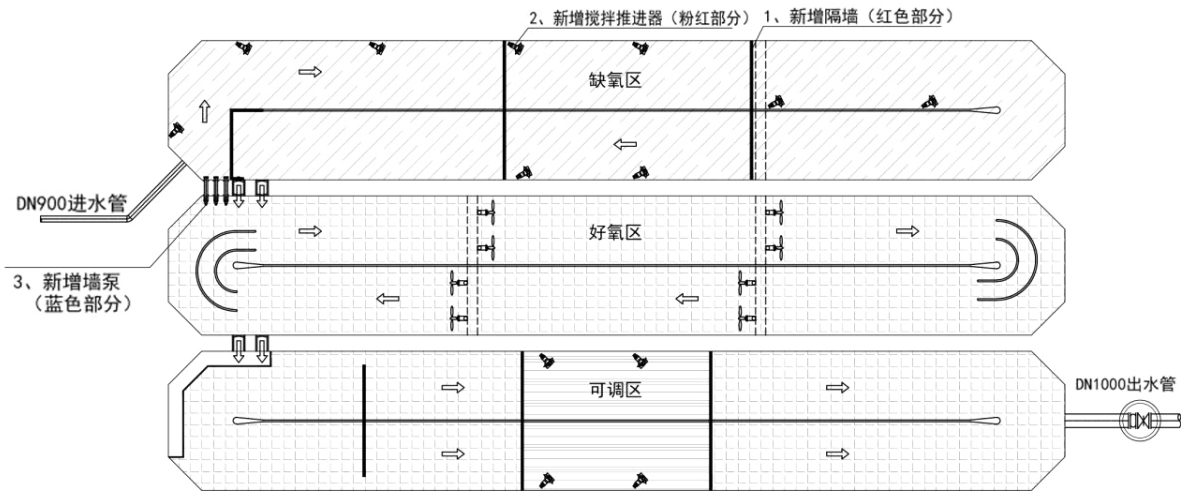 2、新增搅拌推进器（粉红部分）
1、新增隔墙（红色部分）
缺氧区
DN900进水管
好氧区
3、新增墙泵
（蓝色部分）
可调区
DN1000出水管